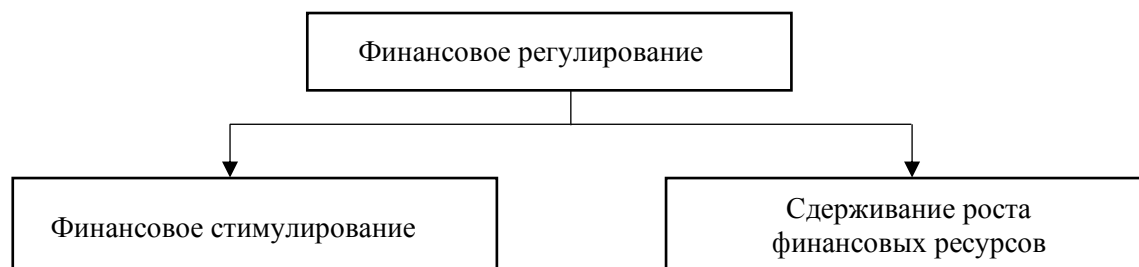 Финансовое регулирование
Финансовое стимулирование
Сдерживание роста
финансовых ресурсов